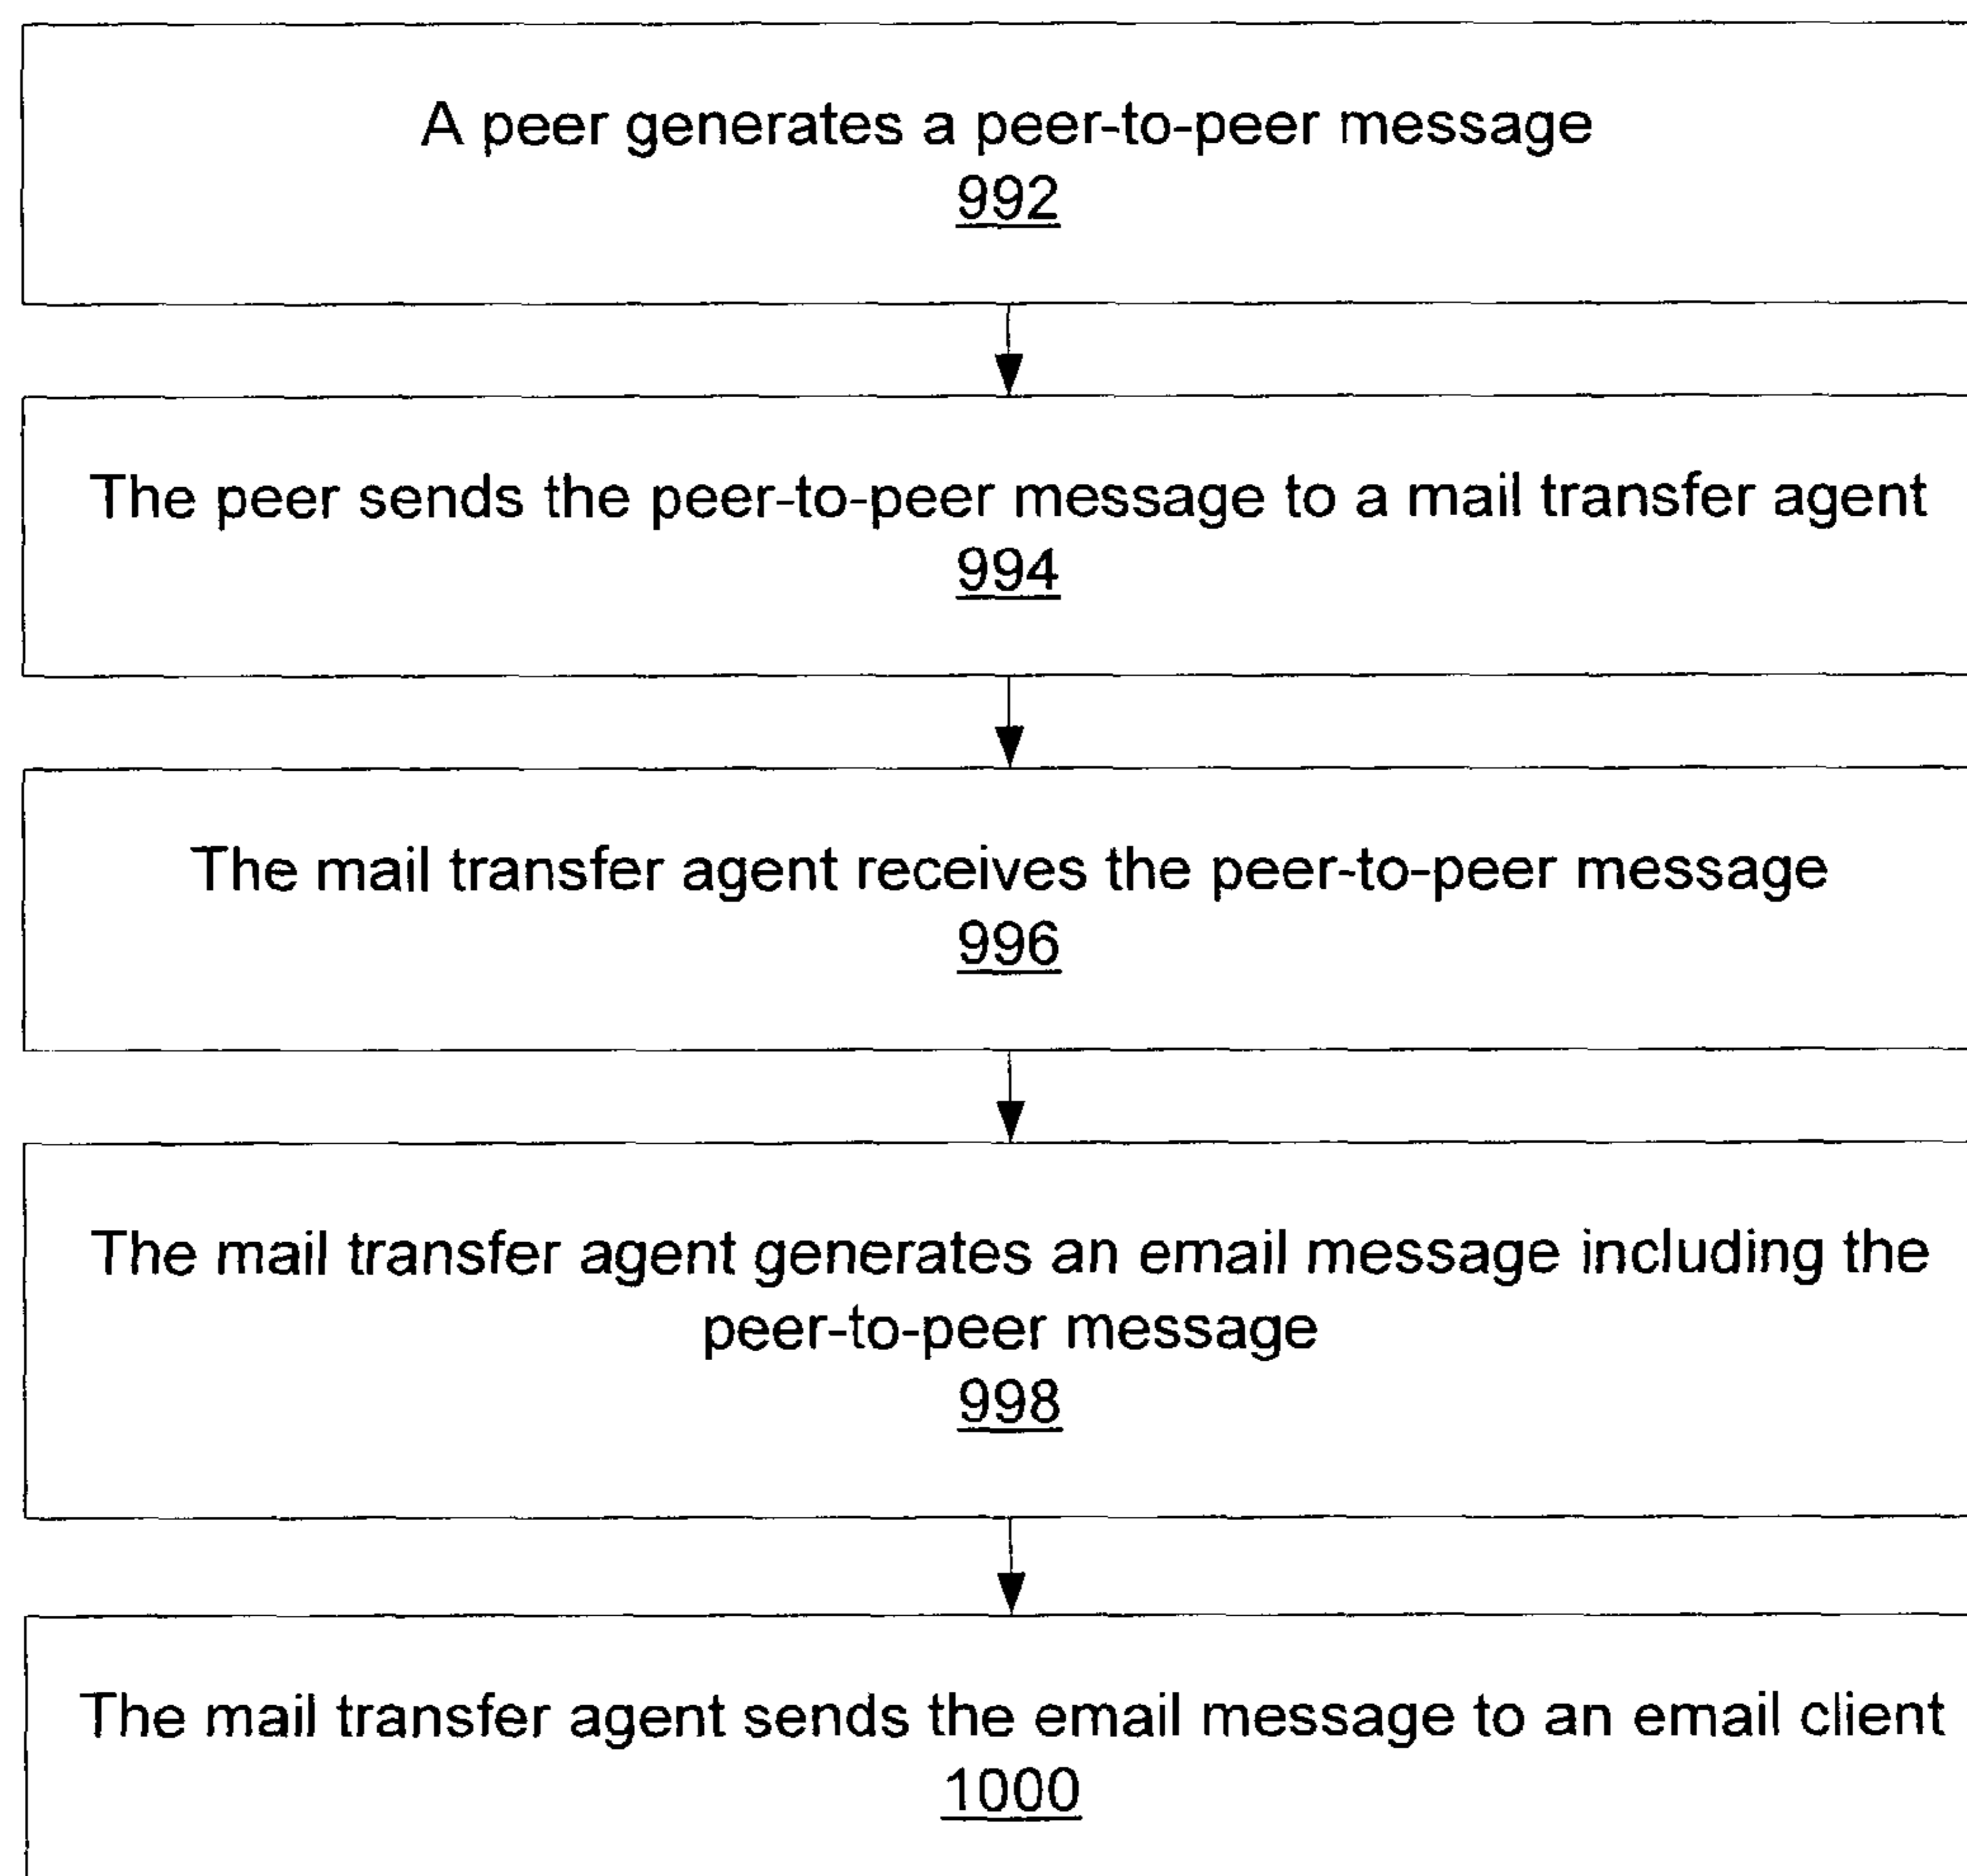 A peer generates a peer-to-peer message
992
The peer sends the peer-to-peer message to a mail transfer agent
994
The mail transfer agent receives the peer-to-peer message
996
The mail transfer agent generates an email message including the
peer-to-peer message
998
The mail transfer agent sends the email message to an email client
1000